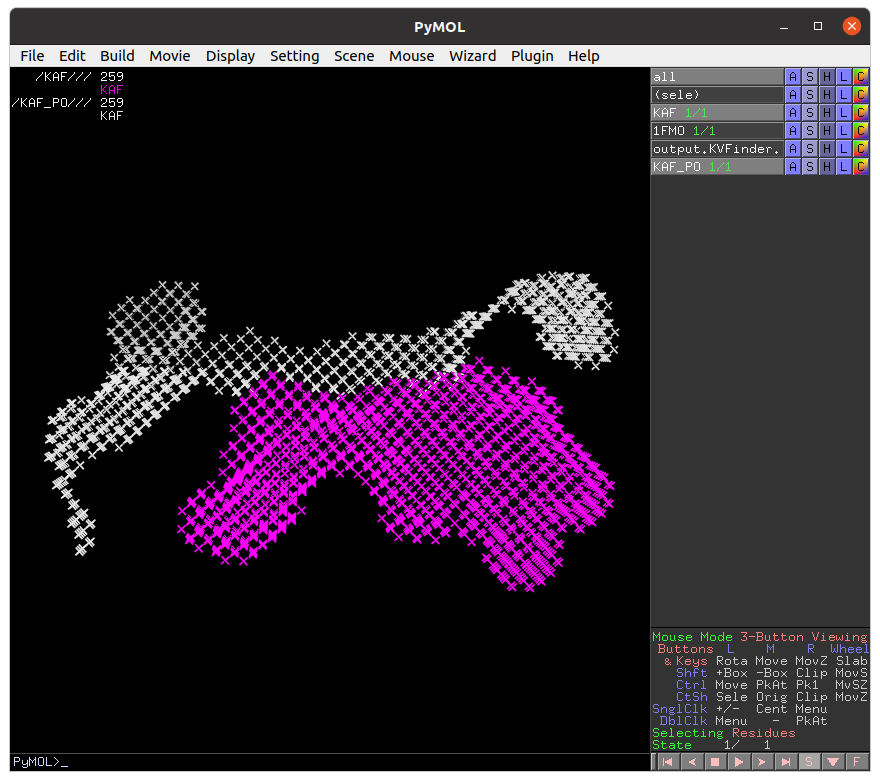 PyMOL
File Edit Build Movie Display Setting Scene Mouse Wizard Plugin Help
/KAF/// 259
KAF
/KAF_PO/// 259
KAF
all A S H L C
(sele) A S H L C
KAF 1/1 A S H L C
1FMO 1/1 A S H L C
output.KVFinder. A S H L C
KAF_PO 1/1 A S H L C
Mouse Mode 3-Button Viewing
Buttons L M R Wheel
& Keys Rota Move MovZ Slab
Shft +Box -Box Clip MovS
Ctrl Move PkAt Pk1 MvSZ
CtSh Sele Orig Clip MovZ
SnglClk +/- Cent Menu
DblClk Menu - PkAt
Selecting Residues
State 1/ 1
S F
PyMOL>_